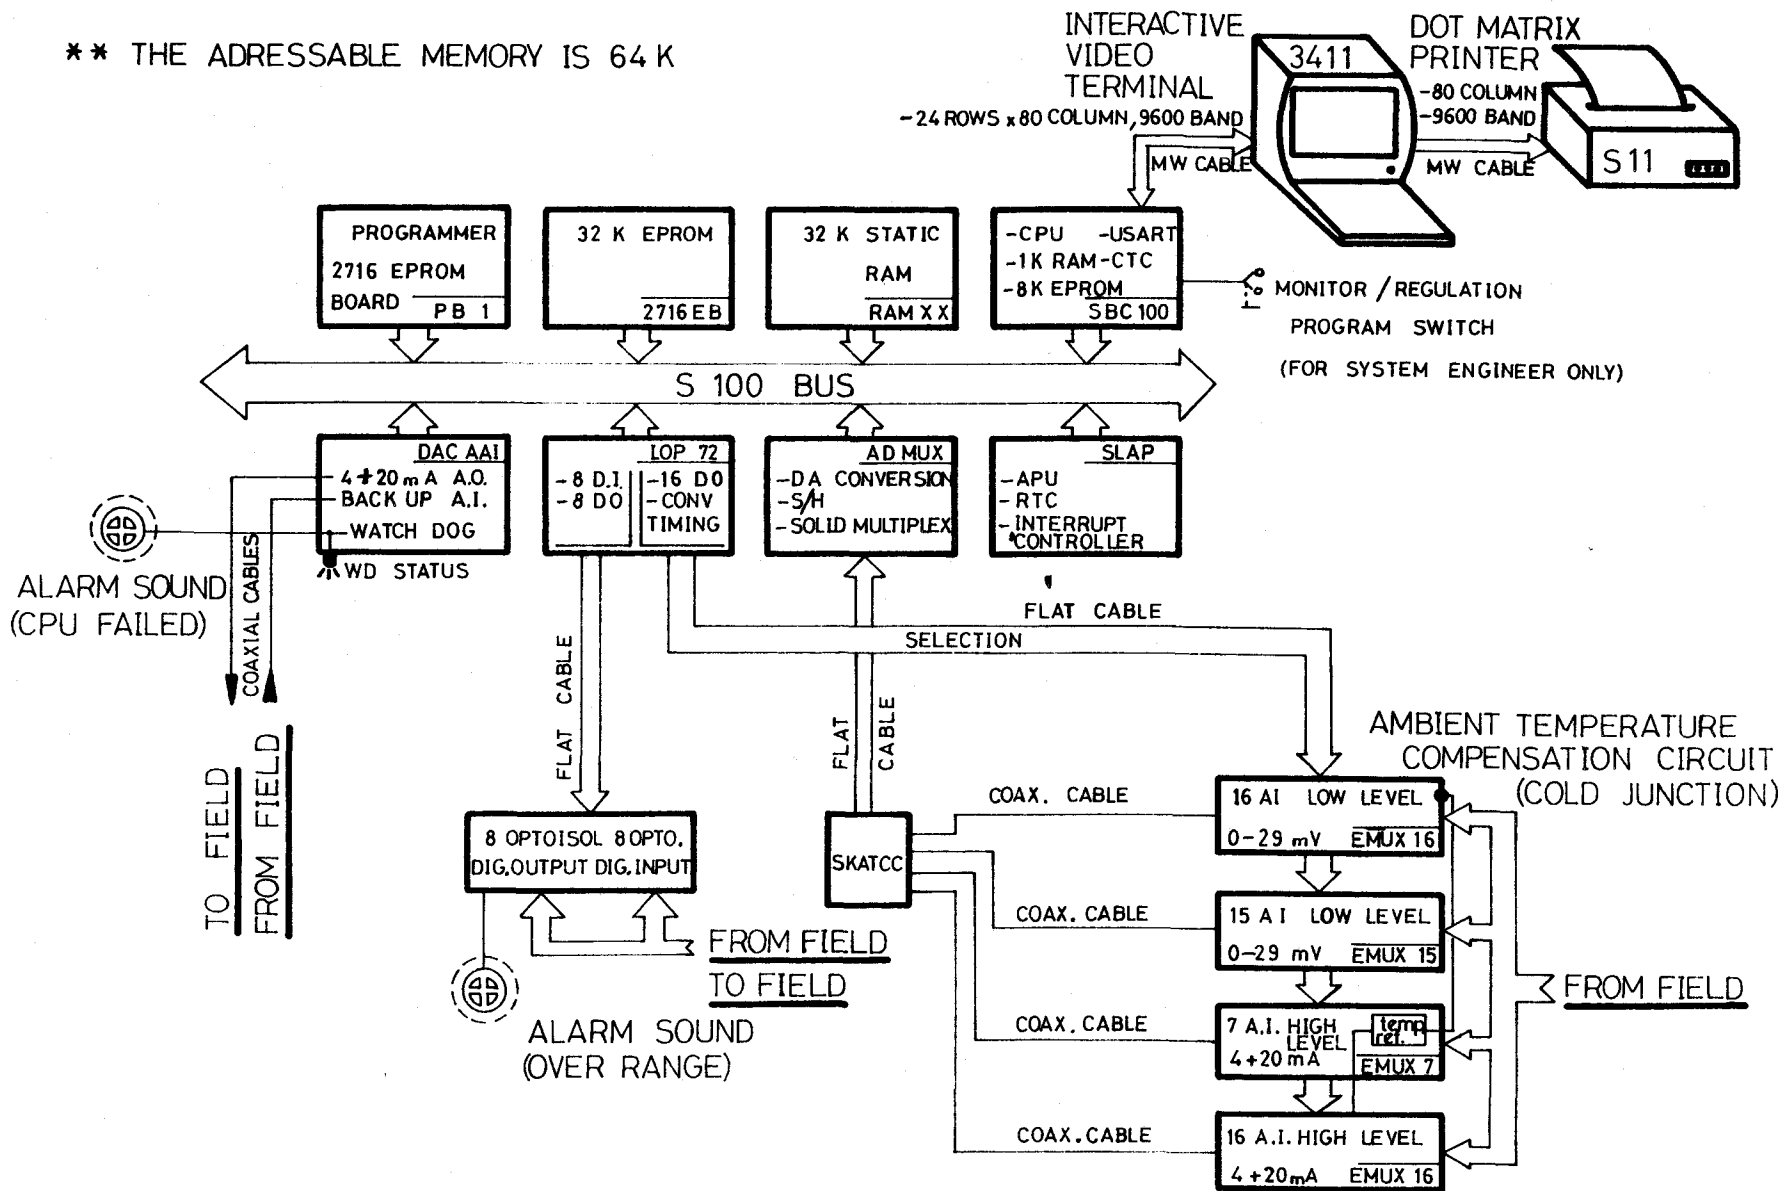 ** THE ADRESSABLE MEMORY IS 64 K
INTERACTIVE
VIDEO
TERMINAL
-24 ROWS x 80 COLUMN, 9600 BAND
MW CABLE
3411
DOT MATRIX
PRINTER
-80 COLUMN
-9600 BAND
MW CABLE
S 11
PROGRAMMER
2716 EPROM
BOARD
PB 1
32 K EPROM
2716 EB
32 K STATIC
RAM
RAM XX
-CPU -USART
-1K RAM -CTC
-8K EPROM
SBC 100
MONITOR / REGULATION
PROGRAM SWITCH
(FOR SYSTEM ENGINEER ONLY)
S 100 BUS
DAC AAI
4+20 mA A.O.
BACK UP A.I.
WATCH DOG
WD STATUS
ALARM SOUND
(CPU FAILED)
COAXIAL CABLES
TO FIELD
FROM FIELD
IOP 72
-8 D.I.
-8 DO
-16 DO
-CONV
TIMING
AD MUX
-DA CONVERSION
-S/H
-SOLID MULTIPLEX
SLAP
-APU
-RTC
-INTERRUPT
CONTROLLER
FLAT CABLE
FLAT CABLE
SELECTION
FLAT CABLE
8 OPTOISOL 8 OPTO.
DIG.OUTPUT DIG.INPUT
FROM FIELD
TO FIELD
ALARM SOUND
(OVER RANGE)
SKATCC
COAX. CABLE
COAX. CABLE
COAX. CABLE
COAX. CABLE
AMBIENT TEMPERATURE
COMPENSATION CIRCUIT
(COLD JUNCTION)
16 AI LOW LEVEL
0-29 mV EMUX 16
15 A I LOW LEVEL
0-29 mV EMUX 15
7 A.I. HIGH
LEVEL
4+20 mA
temp
ref.
EMUX 7
16 A.I. HIGH LEVEL
4+20mA EMUX 16
FROM FIELD